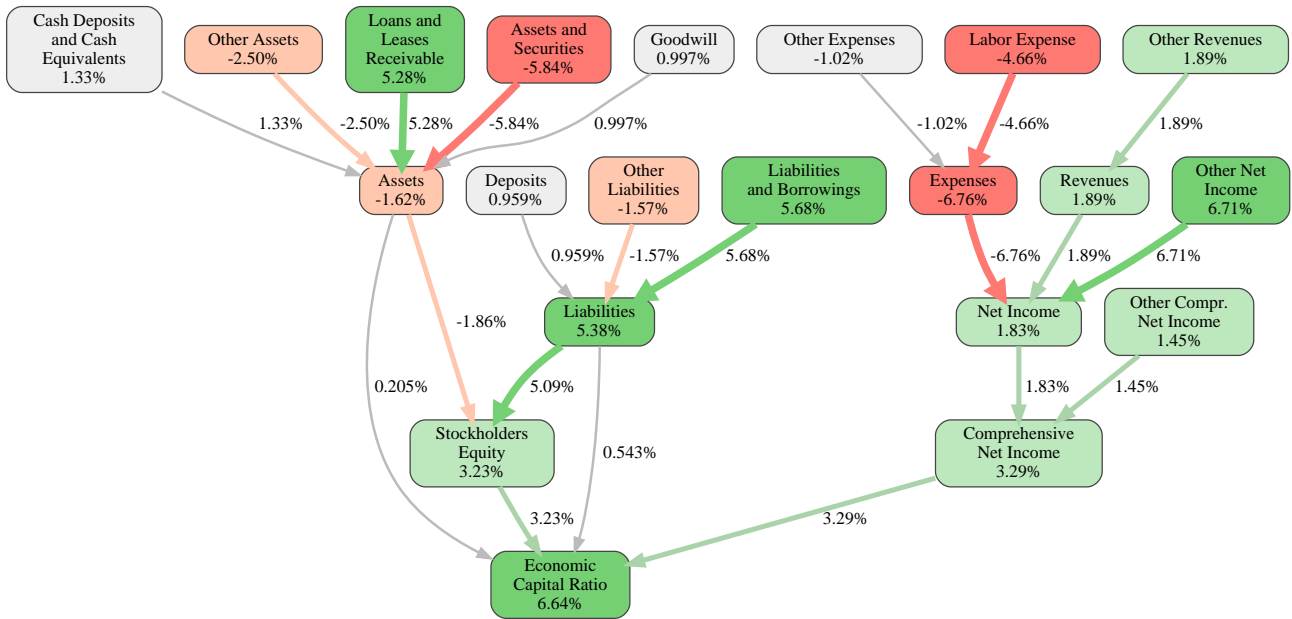 Cash Deposits
and Cash
Equivalents
1.33%
Other Assets
-2.50%
Loans and
Leases
Receivable
5.28%
Assets and
Securities
-5.84%
Goodwill
0.997%
Other Expenses
-1.02%
Labor Expense
-4.66%
Other Revenues
1.89%
1.33%
-2.50%
5.28%
-5.84%
0.997%
-1.02%
-4.66%
1.89%
Assets
-1.62%
Deposits
0.959%
Other
Liabilities
-1.57%
Liabilities
and Borrowings
5.68%
Expenses
-6.76%
Revenues
1.89%
Other Net
Income
6.71%
0.959%
-1.57%
5.68%
-6.76%
1.89%
6.71%
Liabilities
5.38%
Net Income
1.83%
Other Compr.
Net Income
1.45%
-1.86%
0.205%
5.09%
1.83%
1.45%
Stockholders
Equity
3.23%
0.543%
Comprehensive
Net Income
3.29%
3.23%
3.29%
Economic
Capital Ratio
6.64%